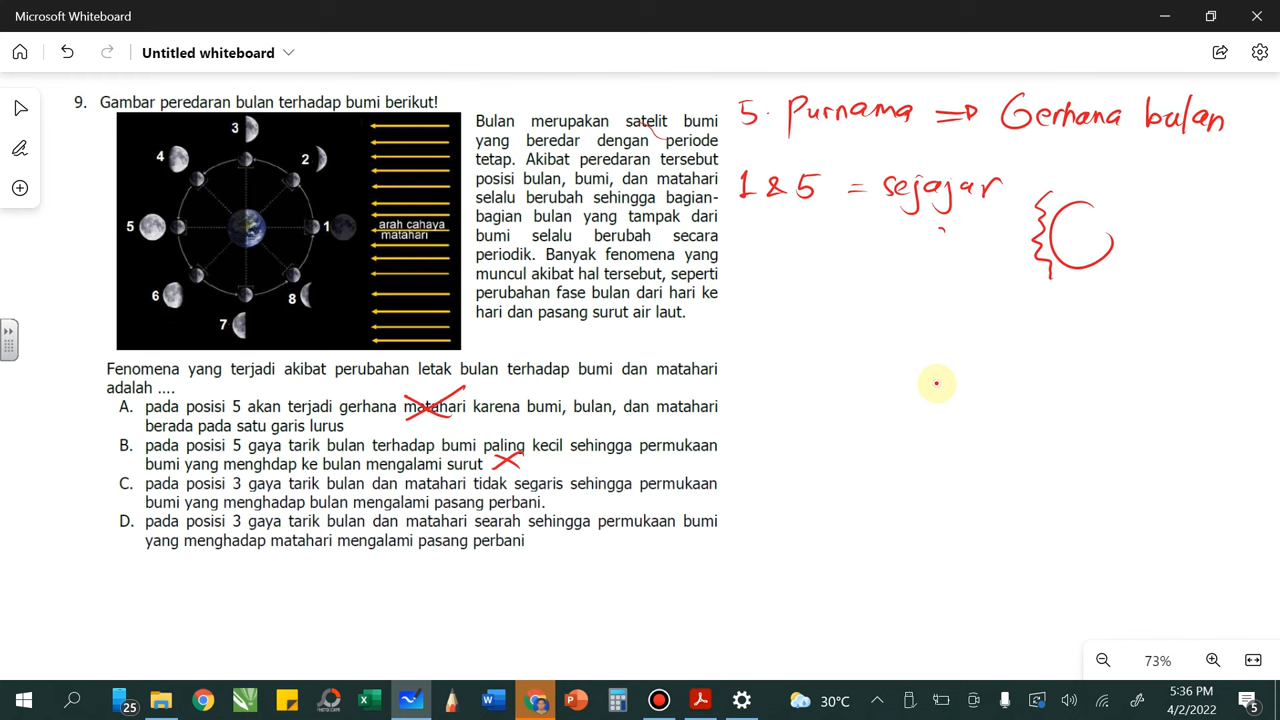 Microsoft Whiteboard
Untitled whiteboard
9. Gambar peredaran bulan terhadap bumi berikut!
3
4
2
5
1
arah cahaya
matahari
6
8
7
Bulan merupakan satelit bumi
yang beredar dengan periode
tetap. Akibat peredaran tersebut
posisi bulan, bumi, dan matahari
selalu berubah sehingga bagian-
bagian bulan yang tampak dari
bumi selalu berubah secara
periodik. Banyak fenomena yang
muncul akibat hal tersebut, seperti
perubahan fase bulan dari hari ke
hari dan pasang surut air laut.
Fenomena yang terjadi akibat perubahan letak bulan terhadap bumi dan matahari
adalah ....
A. pada posisi 5 akan terjadi gerhana matahari karena bumi, bulan, dan matahari
berada pada satu garis lurus
B. pada posisi 5 gaya tarik bulan terhadap bumi paling kecil sehingga permukaan
bumi yang menghdap ke bulan mengalami surut
C. pada posisi 3 gaya tarik bulan dan matahari tidak segaris sehingga permukaan
bumi yang menghadap bulan mengalami pasang perbani.
D. pada posisi 3 gaya tarik bulan dan matahari searah sehingga permukaan bumi
yang menghadap matahari mengalami pasang perbani
5. Purnama => Gerhana bulan
1 & 5 = sejajar
73%
25
30°C
5:36 PM
4/2/2022
5